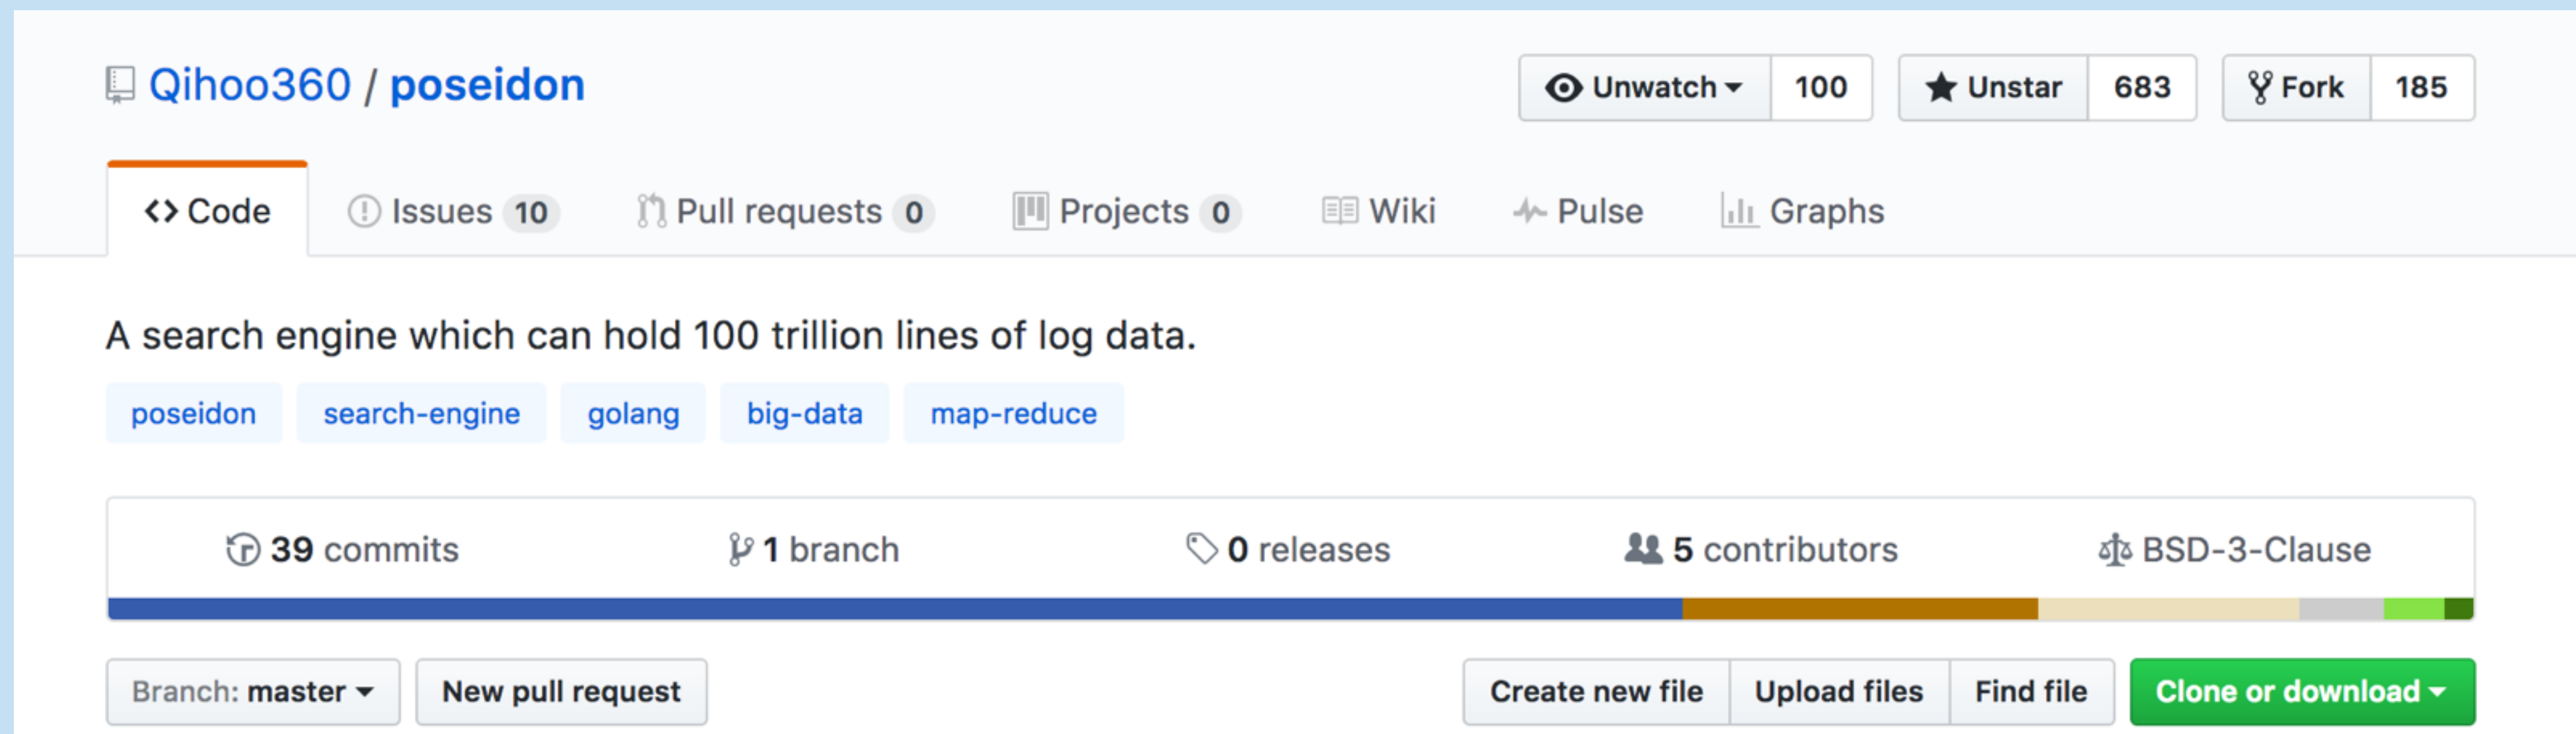 Qihoo360 / poseidon Unwatch 100 Unstar 683 Fork 185
Code Issues 10 Pull requests 0 Projects 0 Wiki Pulse Graphs
A search engine which can hold 100 trillion lines of log data.
poseidon search-engine golang big-data map-reduce
39 commits 1 branch 0 releases 5 contributors BSD-3-Clause
Branch: master New pull request Create new file Upload files Find file Clone or download